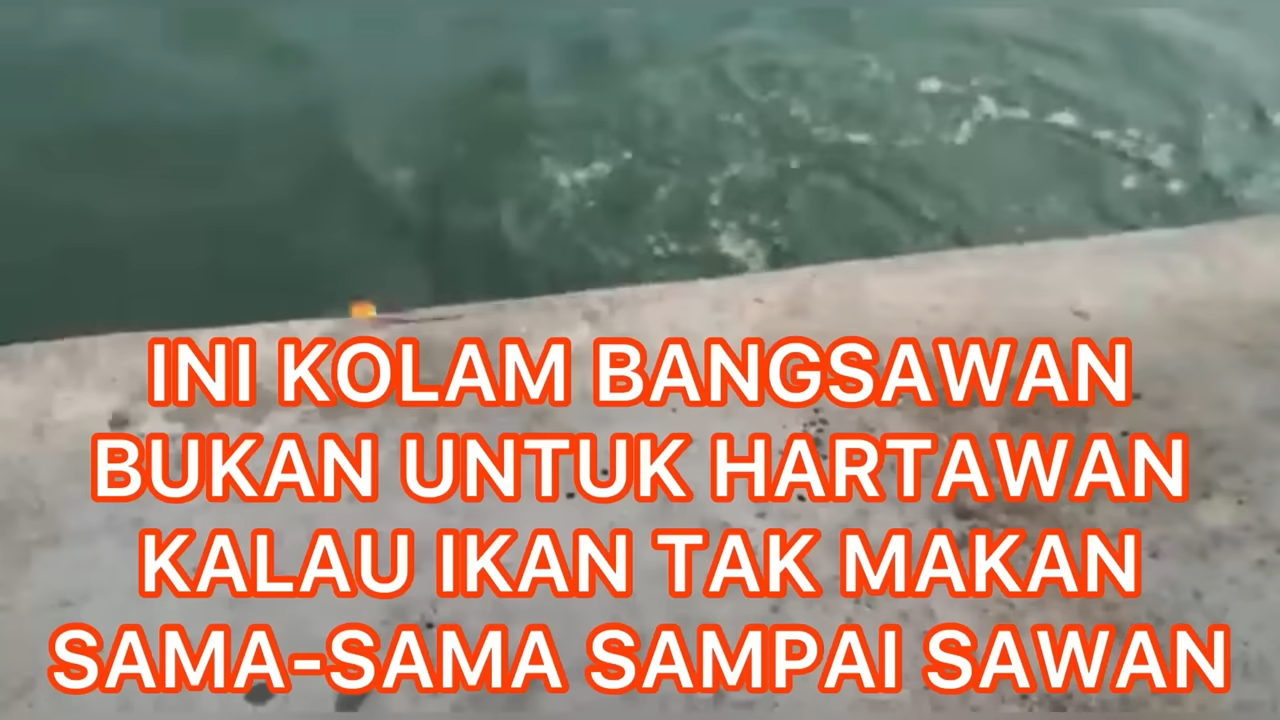 INI KOLAM BANGSAWAN
BUKAN UNTUK HARTAWAN
KALAU IKAN TAK MAKAN
SAMA-SAMA SAMPAI SAWAN